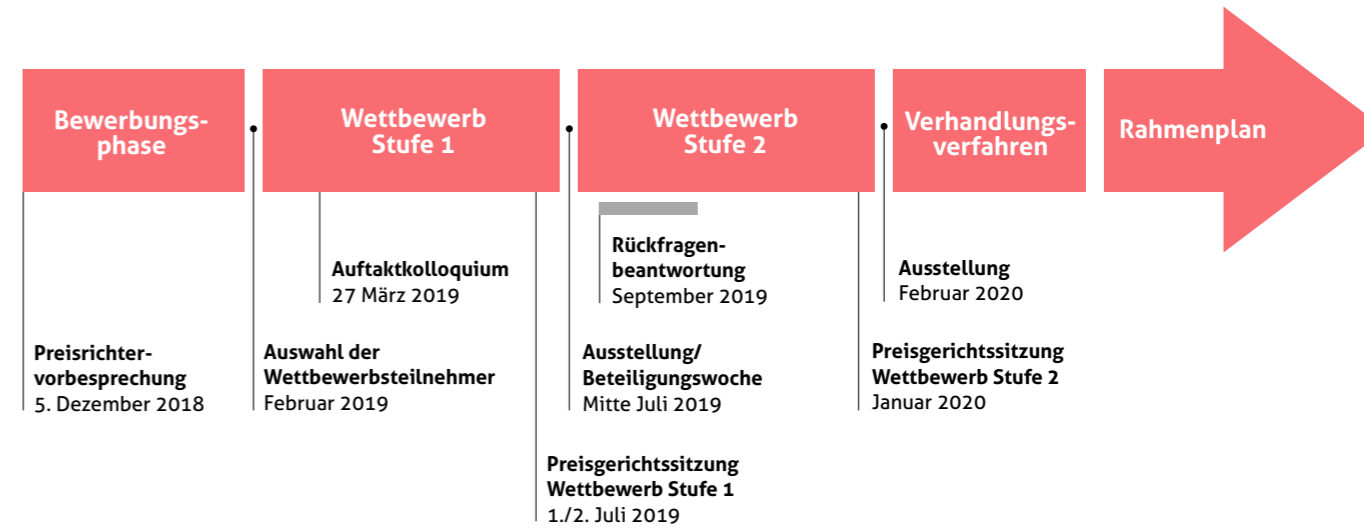 Bewerbungs-
phase
Wettbewerb
Stufe 1
Wettbewerb
Stufe 2
Verhandlungs-
verfahren
Rahmenplan
Auftaktkolloquium
27 März 2019
Rückfragen-
beantwortung
September 2019
Ausstellung
Februar 2020
Preisrichter-
vorbesprechung
5. Dezember 2018
Auswahl der
Wettbewerbsteilnehmer
Februar 2019
Ausstellung/
Beteiligungswoche
Mitte Juli 2019
Preisgerichtssitzung
Wettbewerb Stufe 2
Januar 2020
Preisgerichtssitzung
Wettbewerb Stufe 1
1./2. Juli 2019